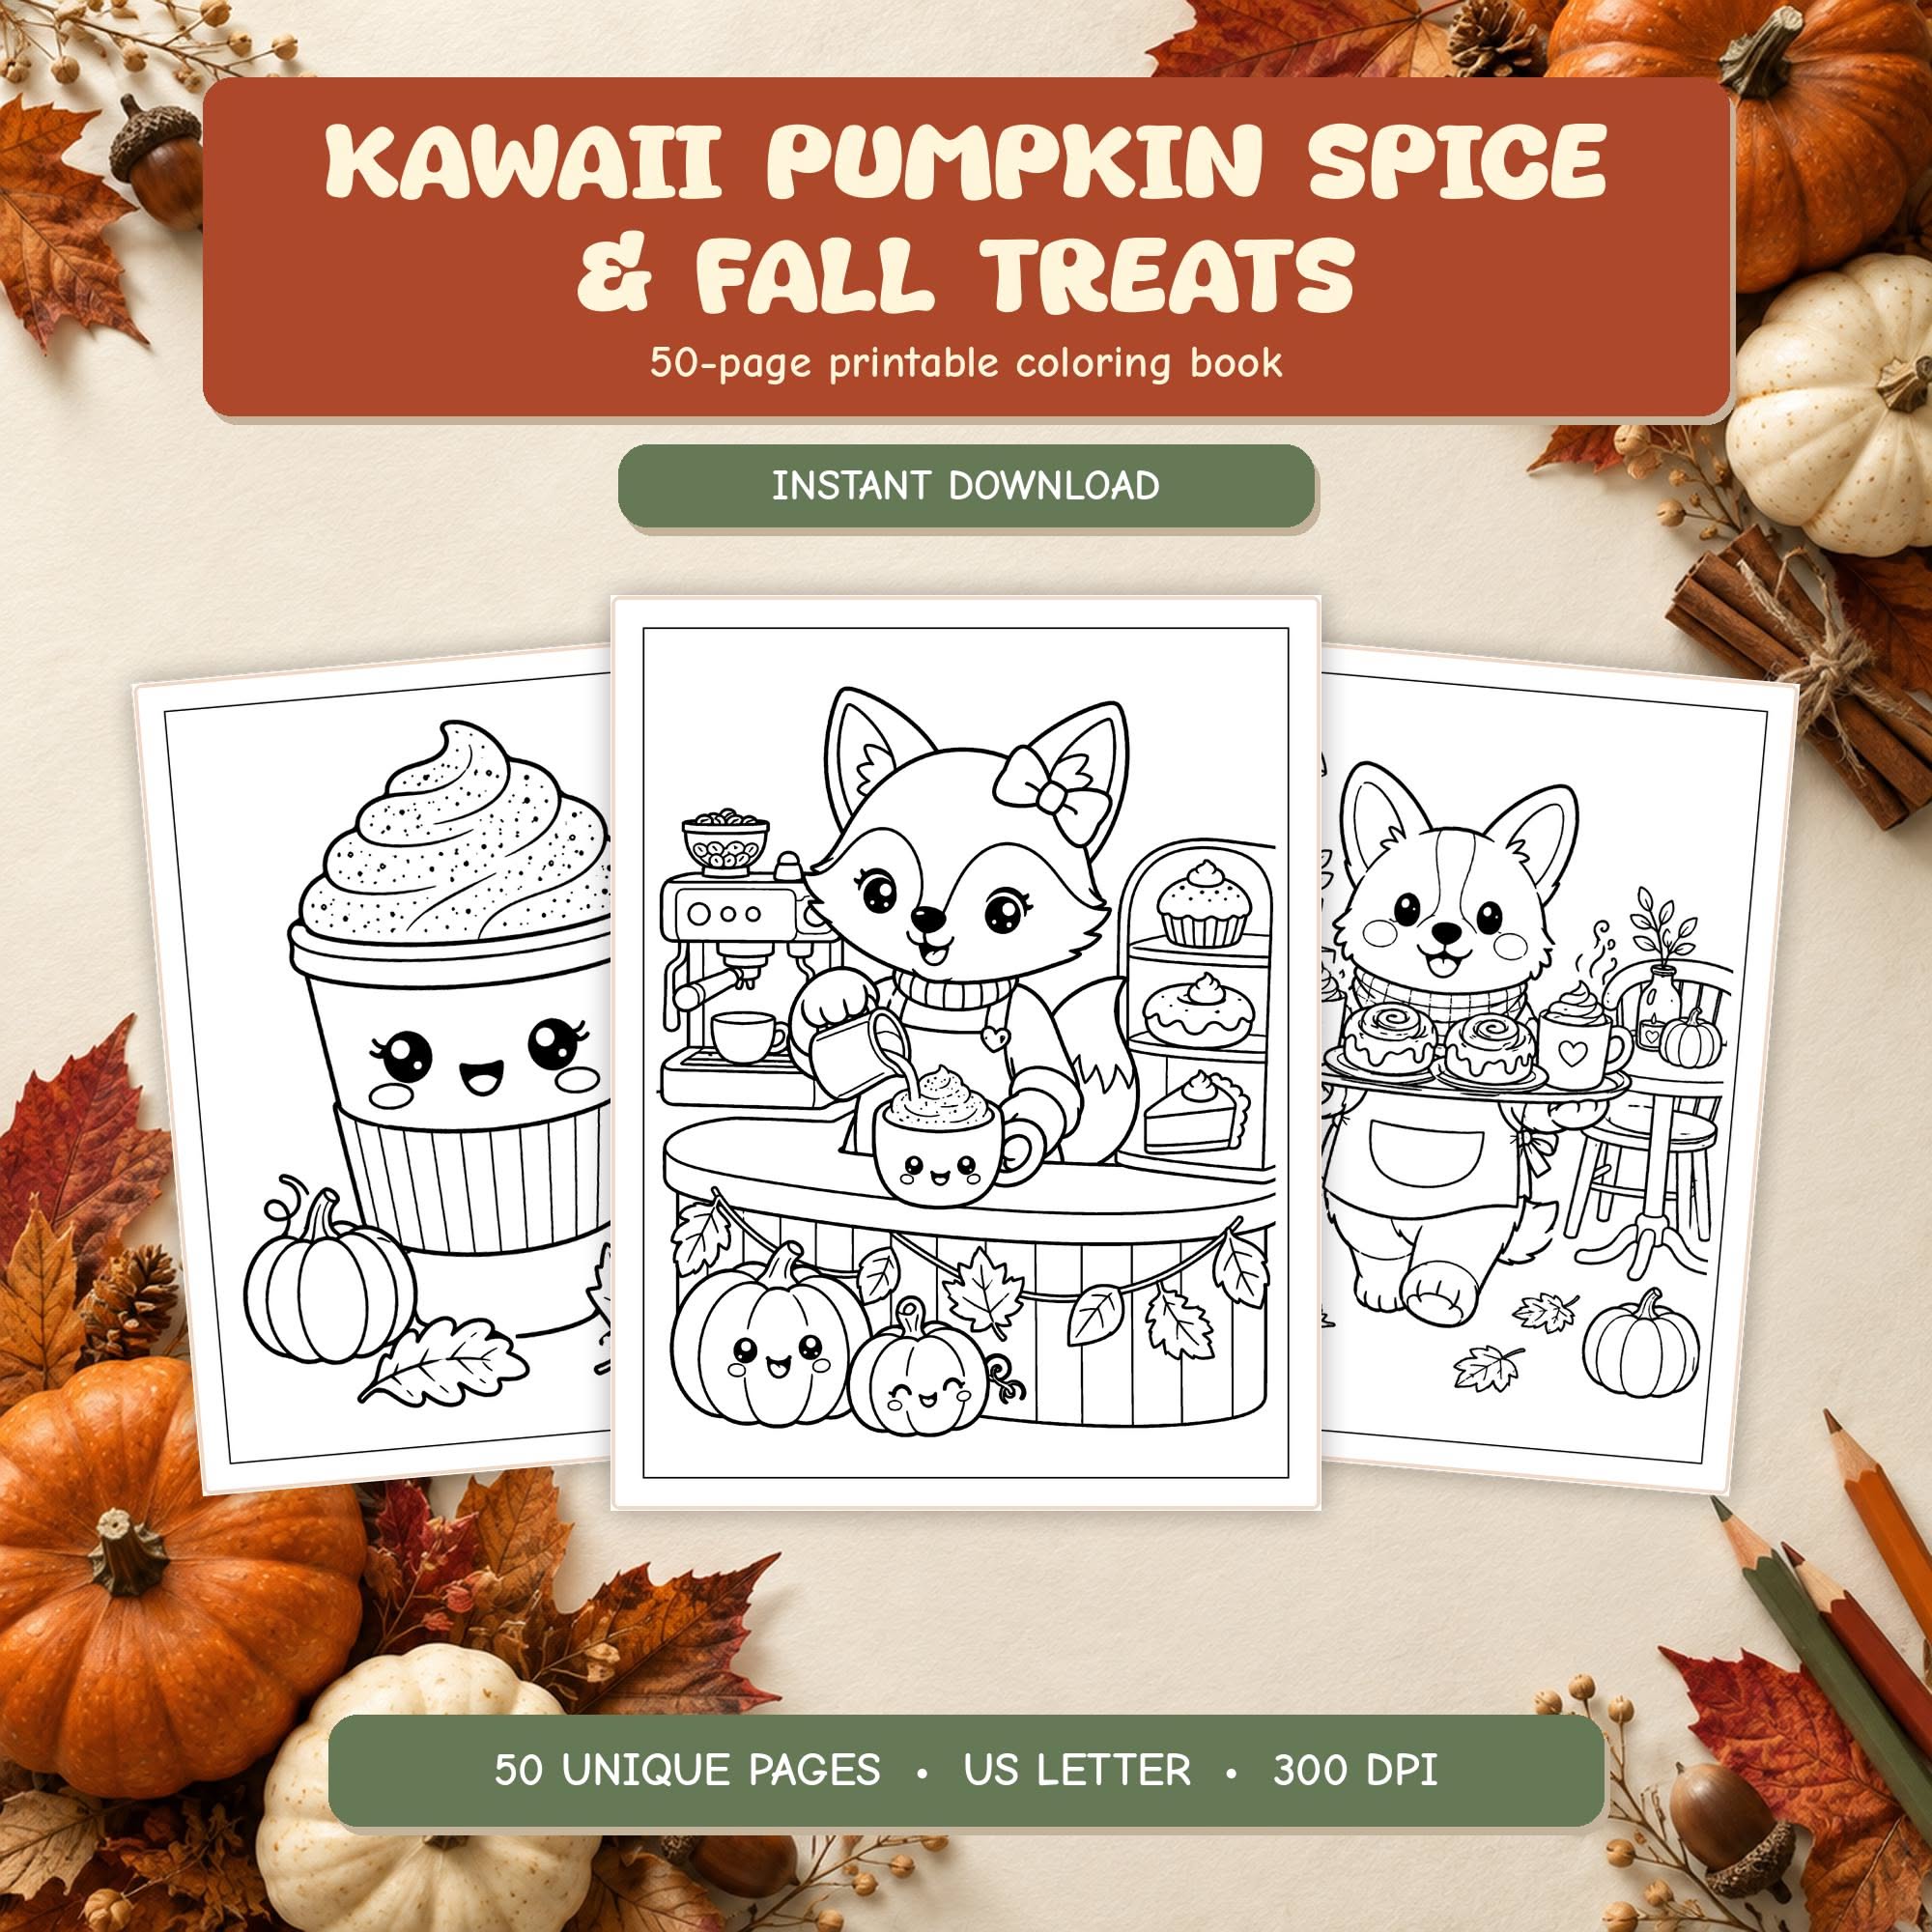 KAWAII PUMPKIN SPICE
& FALL TREATS
50-page printable coloring book
INSTANT DOWNLOAD
50 UNIQUE PAGES • US LETTER • 300 DPI